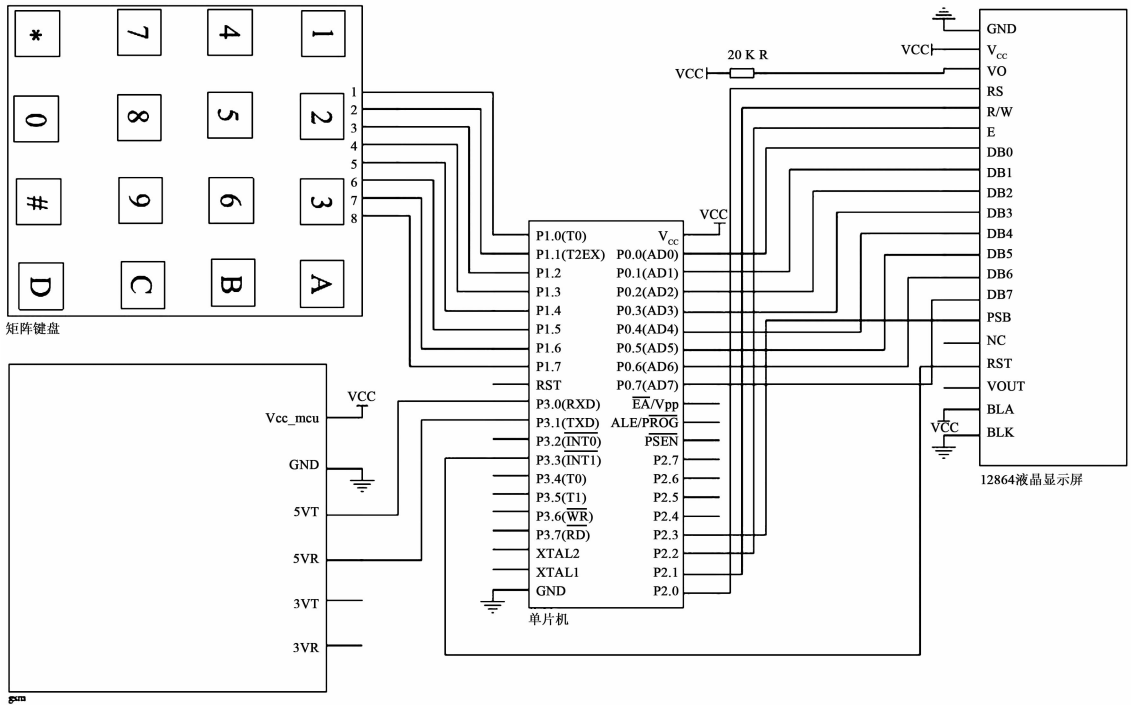 * 7 4 1
0 8 5 2
# 9 6 3
D C B A
1
2
3
4
5
6
7
8
矩阵键盘
Vcc_mcu
VCC
GND
5VT
5VR
3VT
3VR
gsm
P1.0(T0)
P1.1(T2EX)
P1.2
P1.3
P1.4
P1.5
P1.6
P1.7
RST
P3.0(RXD)
P3.1(TXD)
P3.2(INT0)
P3.3(INT1)
P3.4(T0)
P3.5(T1)
P3.6(WR)
P3.7(RD)
XTAL2
XTAL1
GND
VCC
VCC
P0.0(AD0)
P0.1(AD1)
P0.2(AD2)
P0.3(AD3)
P0.4(AD4)
P0.5(AD5)
P0.6(AD6)
P0.7(AD7)
EA/Vpp
ALE/PROG
PSEN
P2.7
P2.6
P2.5
P2.4
P2.3
P2.2
P2.1
P2.0
单片机
20 K R
VCC
VCC
GND
VCC
VO
RS
R/W
E
DB0
DB1
DB2
DB3
DB4
DB5
DB6
DB7
PSB
NC
RST
VOUT
BLA
VCC
BLK
12864液晶显示屏